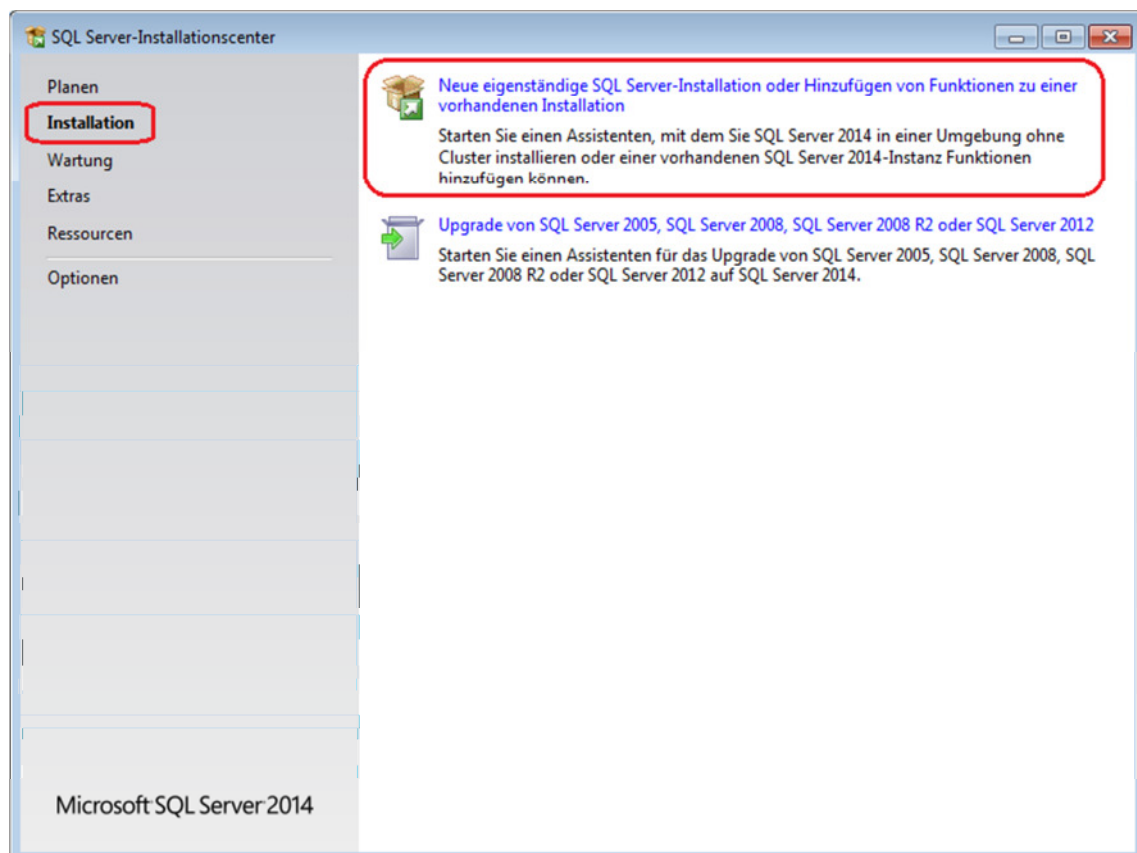 SQL Server-Installationscenter
Planen
Installation
Wartung
Extras
Ressourcen
Optionen
Neue eigenständige SQL Server-Installation oder Hinzufügen von Funktionen zu einer
vorhandenen Installation
Starten Sie einen Assistenten, mit dem Sie SQL Server 2014 in einer Umgebung ohne
Cluster installieren oder einer vorhandenen SQL Server 2014-Instanz Funktionen
hinzufügen können.
Upgrade von SQL Server 2005, SQL Server 2008, SQL Server 2008 R2 oder SQL Server 2012
Starten Sie einen Assistenten für das Upgrade von SQL Server 2005, SQL Server 2008, SQL
Server 2008 R2 oder SQL Server 2012 auf SQL Server 2014.
Microsoft SQL Server 2014